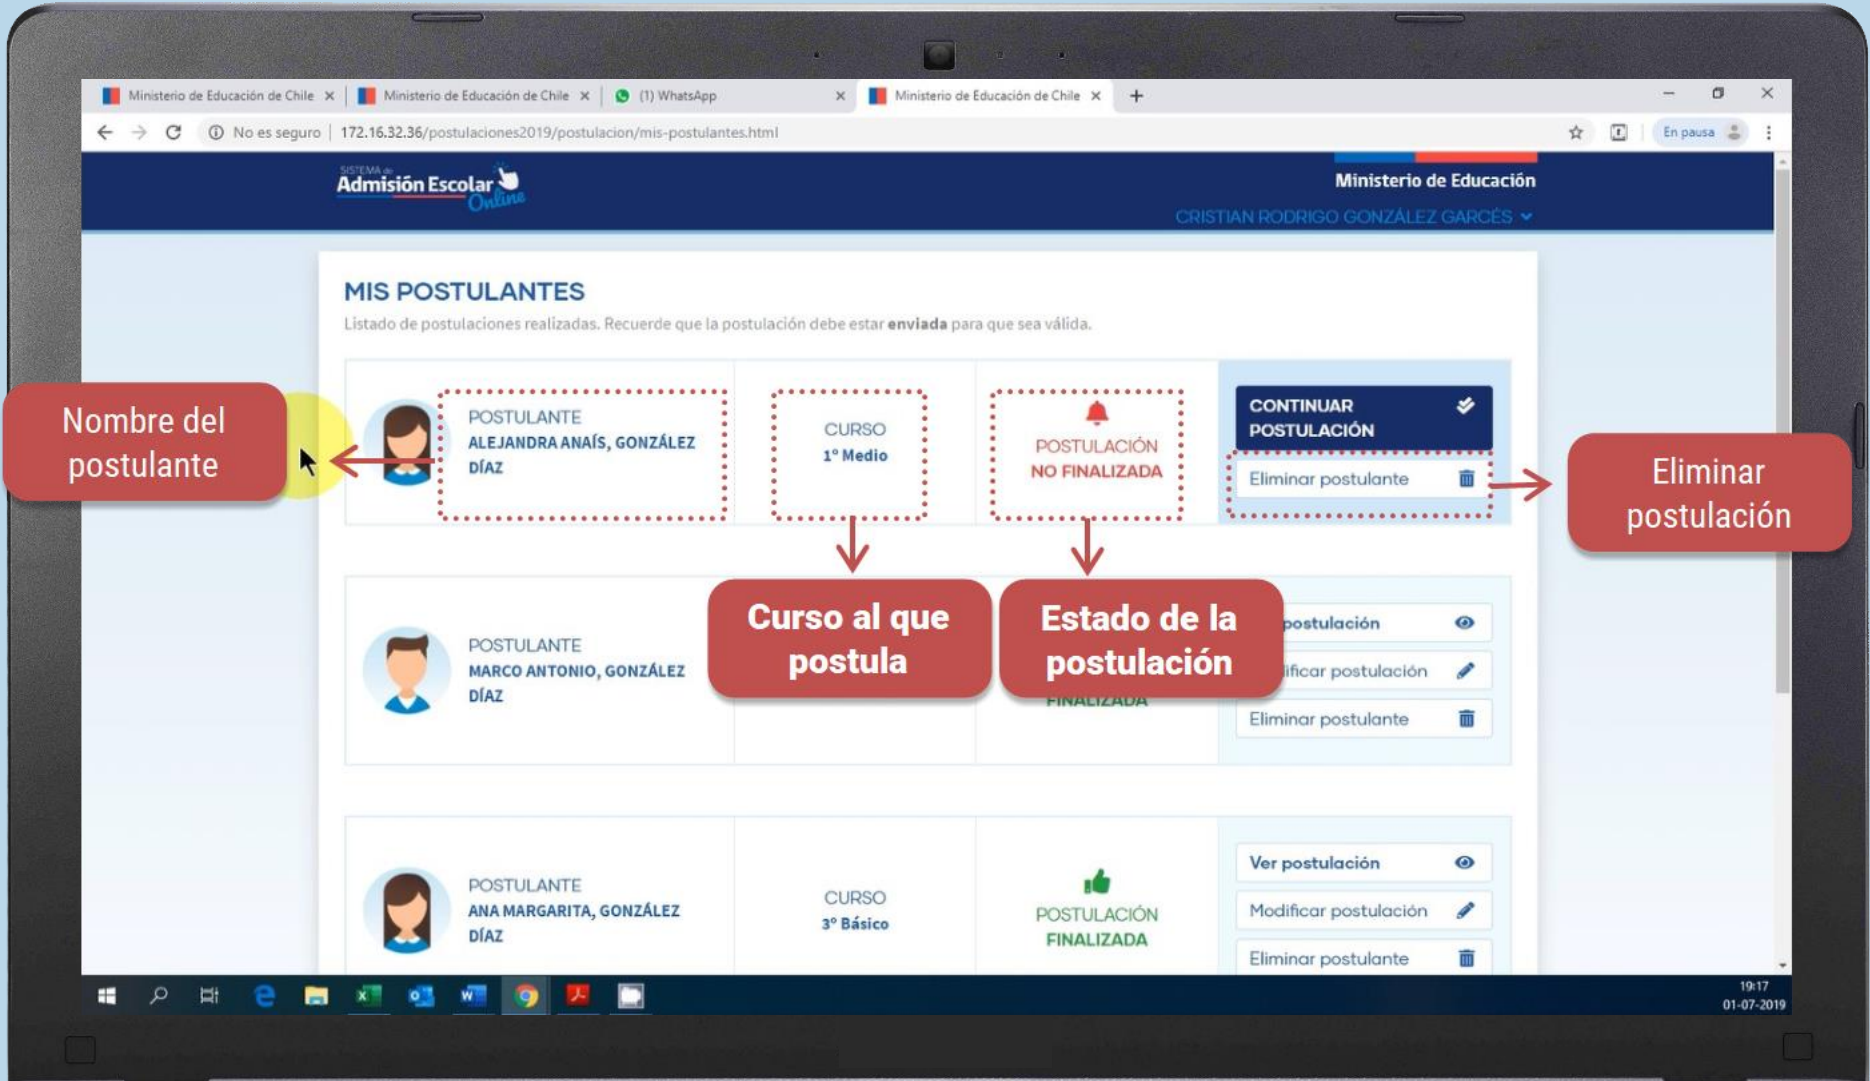 Ministerio de Educación de Chile
Ministerio de Educación de Chile
(1) WhatsApp
Ministerio de Educación de Chile
No es seguro | 172.16.32.36/postulaciones2019/postulacion/mis-postulantes.html
En pausa
SISTEMA de
Admisión Escolar
Online
Ministerio de Educación
CRISTIAN RODRIGO GONZÁLEZ GARCÉS
MIS POSTULANTES
Listado de postulaciones realizadas. Recuerde que la postulación debe estar enviada para que sea válida.
Nombre del
postulante
POSTULANTE
ALEJANDRA ANAÍS, GONZÁLEZ
DÍAZ
CURSO
1º Medio
POSTULACIÓN
NO FINALIZADA
CONTINUAR
POSTULACIÓN
Eliminar postulante
Eliminar
postulación
Curso al que
postula
Estado de la
postulación
POSTULANTE
MARCO ANTONIO, GONZÁLEZ
DÍAZ
FINALIZADA
postulación
ificar postulación
Eliminar postulante
POSTULANTE
ANA MARGARITA, GONZÁLEZ
DÍAZ
CURSO
3º Básico
POSTULACIÓN
FINALIZADA
Ver postulación
Modificar postulación
Eliminar postulante
19:17
01-07-2019